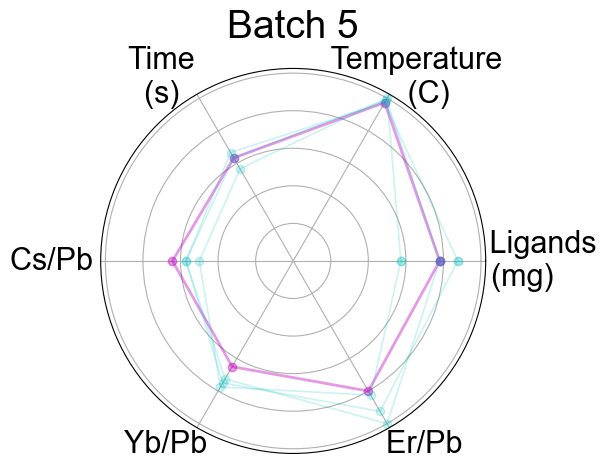 Batch 5
Time
(s)
Temperature
(C)
Cs/Pb
Ligands
(mg)
Yb/Pb
Er/Pb